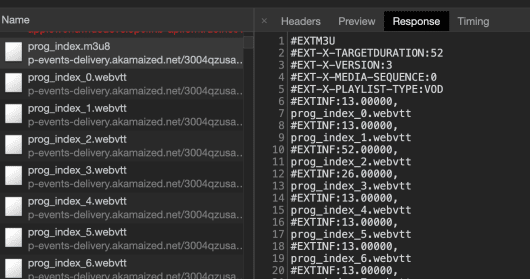 Name
prog_index.m3u8
p-events-delivery.akamaized.net/3004qzusa...
prog_index_0.webvtt
p-events-delivery.akamaized.net/3004qzusa...
prog_index_1.webvtt
p-events-delivery.akamaized.net/3004qzusa...
prog_index_2.webvtt
p-events-delivery.akamaized.net/3004qzusa...
prog_index_3.webvtt
p-events-delivery.akamaized.net/3004qzusa...
prog_index_4.webvtt
p-events-delivery.akamaized.net/3004qzusa...
prog_index_5.webvtt
p-events-delivery.akamaized.net/3004qzusa...
prog_index_6.webvtt
p-events-delivery.akamaized.net/3004qzusa...
× Headers Preview Response Timing
1 #EXTM3U
2 #EXT-X-TARGETDURATION:52
3 #EXT-X-VERSION:3
4 #EXT-X-MEDIA-SEQUENCE:0
5 #EXT-X-PLAYLIST-TYPE:VOD
6 #EXTINF:13.00000,
7 prog_index_0.webvtt
8 #EXTINF:13.00000,
9 prog_index_1.webvtt
10 #EXTINF:52.00000,
11 prog_index_2.webvtt
12 #EXTINF:26.00000,
13 prog_index_3.webvtt
14 #EXTINF:13.00000,
15 prog_index_4.webvtt
16 #EXTINF:13.00000,
17 prog_index_5.webvtt
18 #EXTINF:13.00000,
19 prog_index_6.webvtt
20 #EXTINF:13.00000,